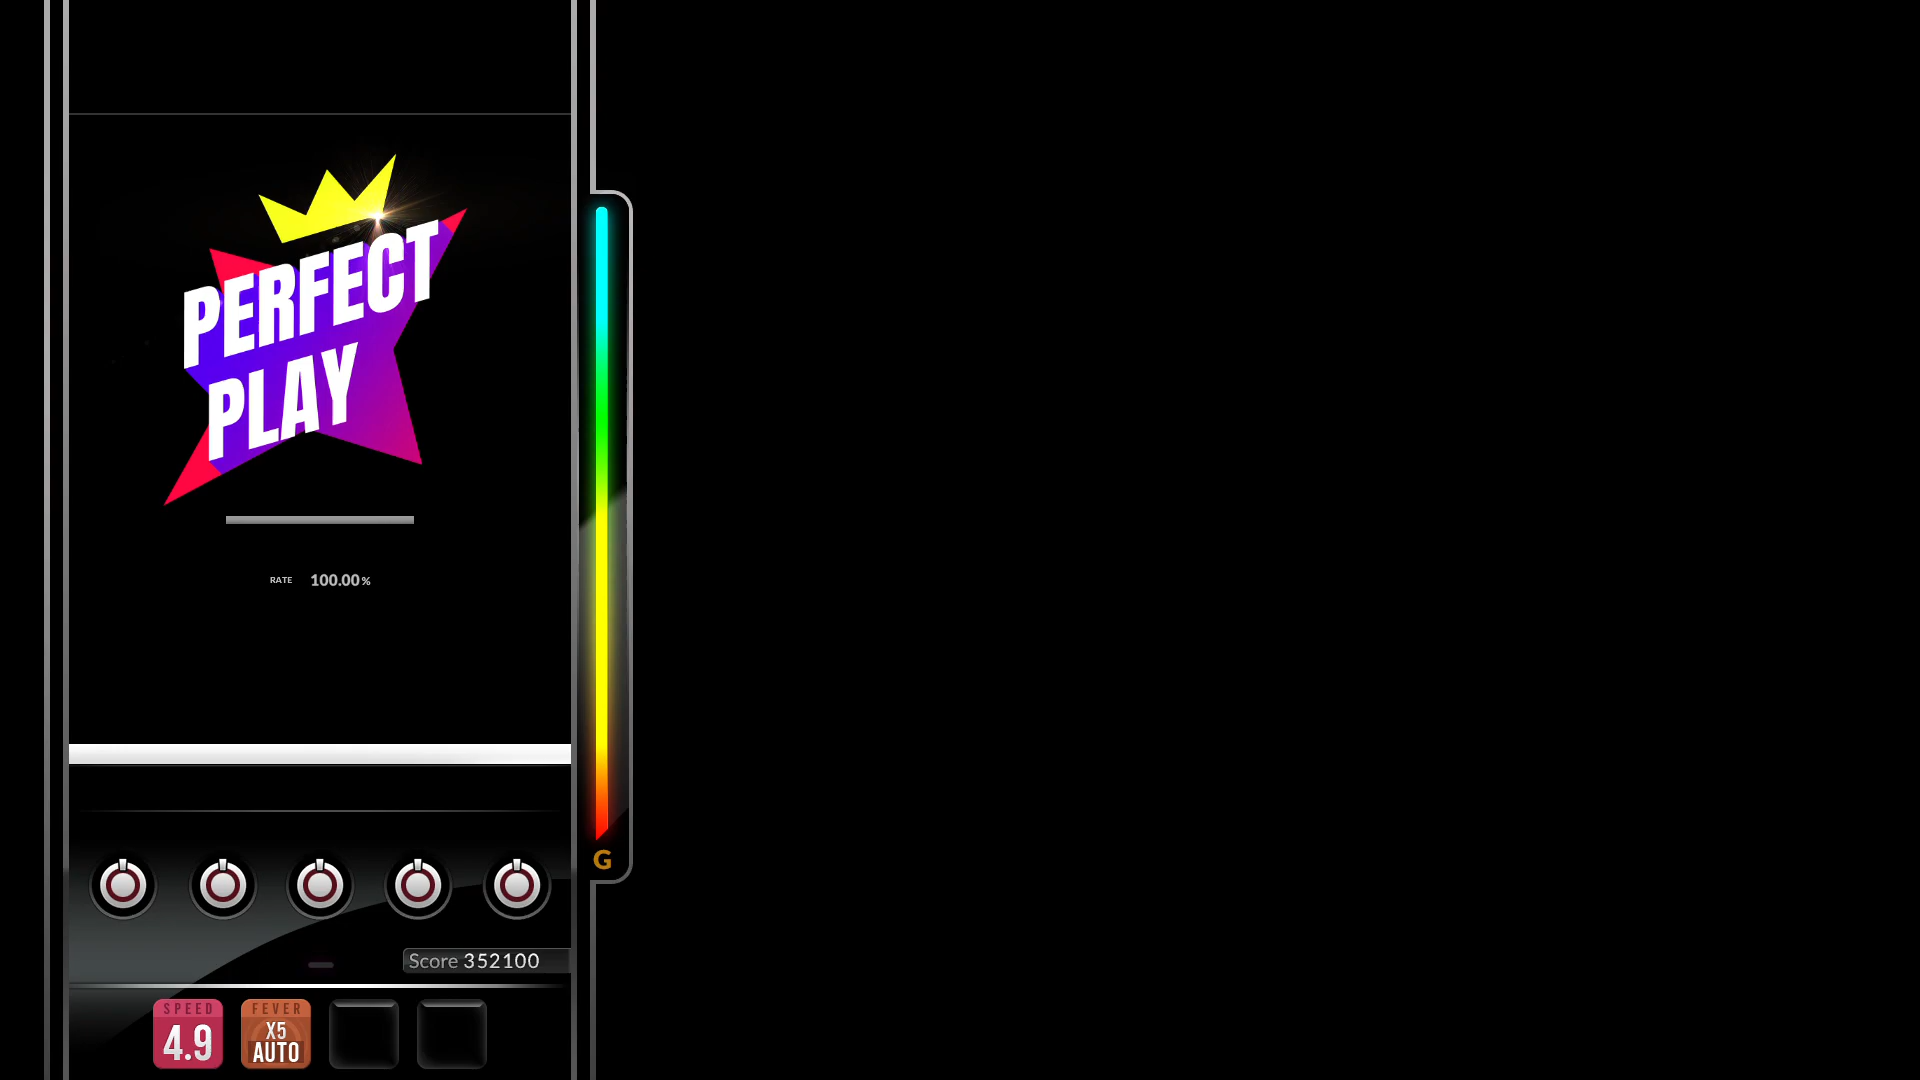 PERFECT
PLAY
RATE 100.00%
G
Score 352100
SPEED
4.9
FEVER
X5
AUTO